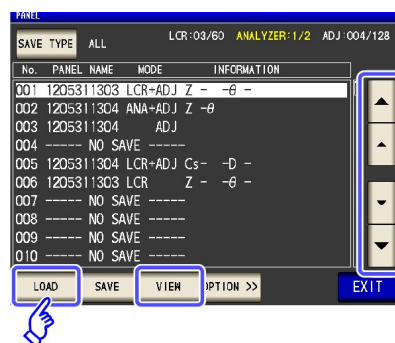 PANEL
SAVE TYPE ALL LCR:03/60 ANALYZER:1/2 ADJ:004/128
No. PANEL NAME MODE INFORMATION
001 1205311303 LCR+ADJ Z - -θ -
002 1205311304 ANA+ADJ Z -θ
003 1205311304 ADJ
004 ----- NO SAVE -----
005 1205311304 LCR+ADJ Cs- -D -
006 1205311303 LCR Z - -θ -
007 ----- NO SAVE -----
008 ----- NO SAVE -----
009 ----- NO SAVE -----
010 ----- NO SAVE -----
LOAD SAVE VIEW OPTION >> EXIT